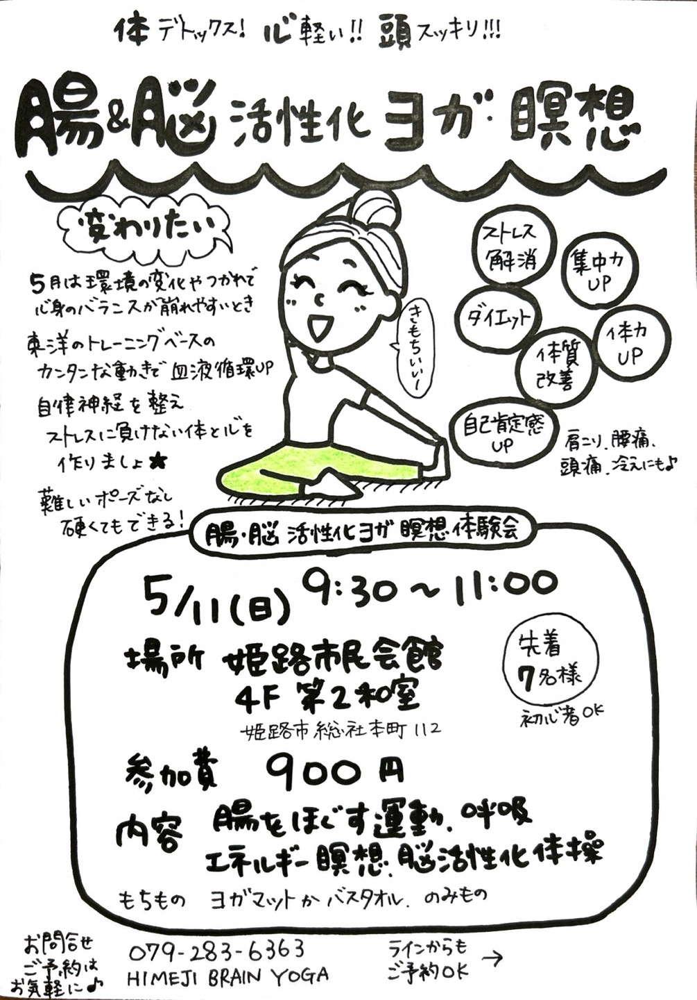 体デトックス! 心軽い!! 頭スッキリ!!!
腸&脳活性化ヨガ・瞑想
変わりたい
5月は環境の変化やつかれで
心身のバランスが崩れやすいとき
東洋のトレーニングベースの
カンタンな動きで血液循環UP
自律神経を整え
ストレスに負けない体と心を
作りましょ★
難しいポーズなし
硬くてもできる!
きもちいい〜
ストレス
解消
集中力
UP
ダイエット
体力
UP
体質
改善
自己肯定感
UP
肩こり、腰痛、
頭痛、冷えにも♪
腸・脳 活性化ヨガ 瞑想体験会
5/11(日) 9:30〜11:00
場所 姫路市民会館
4F 第2和室
姫路市総社本町112
先着
7名様
初心者OK
参加費 900円
内容 腸をほぐす運動、呼吸
エネルギー瞑想、脳活性化体操
もちもの ヨガマットかバスタオル、のみもの
お問合せ
ご予約は
お気軽に♪
079-283-6363
HIMEJI BRAIN YOGA
ラインからも
ご予約OK →